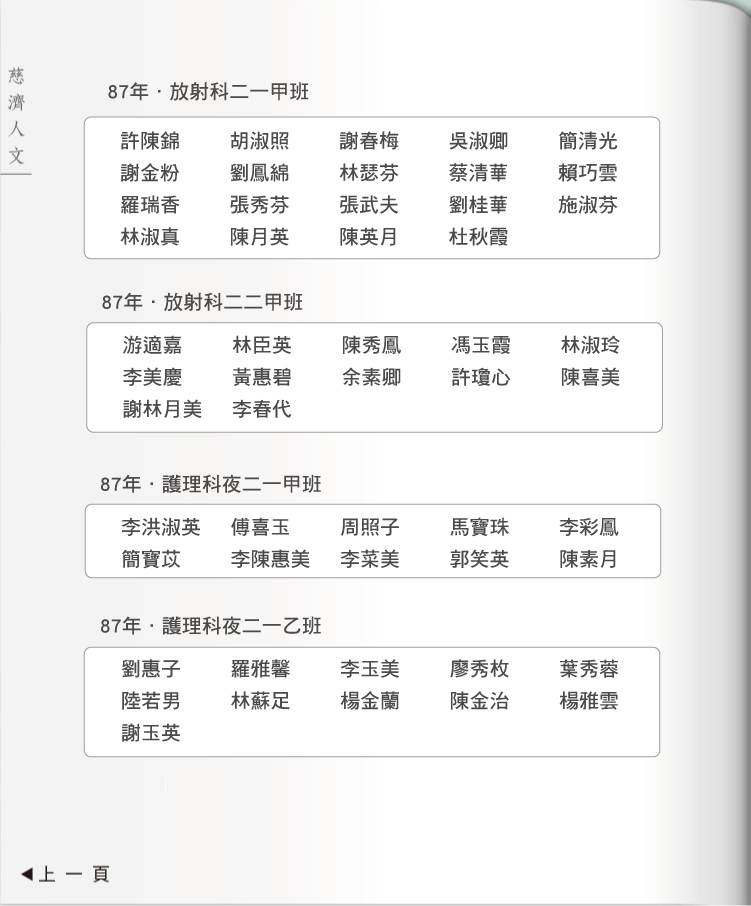 慈濟人文
87年·放射科二一甲班
許陳錦 胡淑照 謝春梅 吳淑卿 簡清光
謝金粉 劉鳳綿 林瑟芬 蔡清華 賴巧雲
羅瑞香 張秀芬 張武夫 劉桂華 施淑芬
林淑真 陳月英 陳英月 杜秋霞
87年·放射科二二甲班
游適嘉 林臣英 陳秀鳳 馮玉霞 林淑玲
李美慶 黃惠碧 余素卿 許瓊心 陳喜美
謝林月美 李春代
87年·護理科夜二一甲班
李洪淑英 傅喜玉 周照子 馬寶珠 李彩鳳
簡寶苡 李陳惠美 李菜美 郭笑英 陳素月
87年·護理科夜二一乙班
劉惠子 羅雅馨 李玉美 廖秀枚 葉秀蓉
陸若男 林蘇足 楊金蘭 陳金治 楊雅雲
謝玉英
◀上一頁